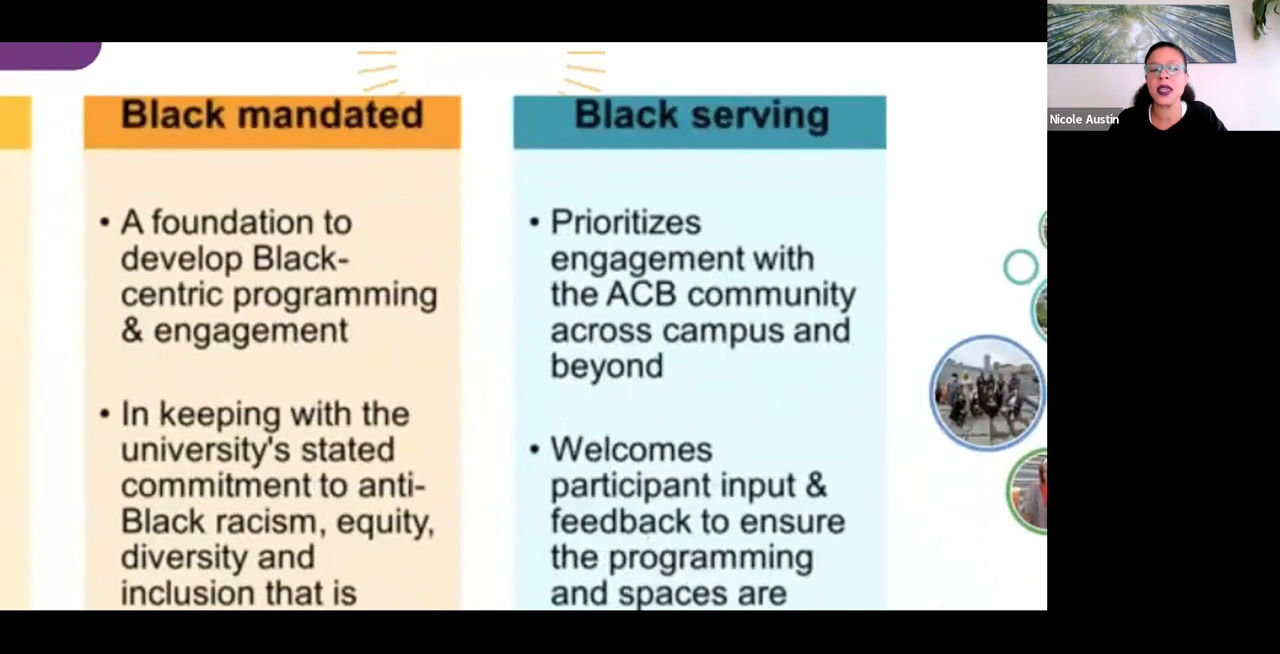 Black mandated
• A foundation to
develop Black-
centric programming
& engagement
• In keeping with the
university's stated
commitment to anti-
Black racism, equity,
diversity and
inclusion that is
Black serving
• Prioritizes
engagement with
the ACB community
across campus and
beyond
• Welcomes
participant input &
feedback to ensure
the programming
and spaces are
Nicole Austin